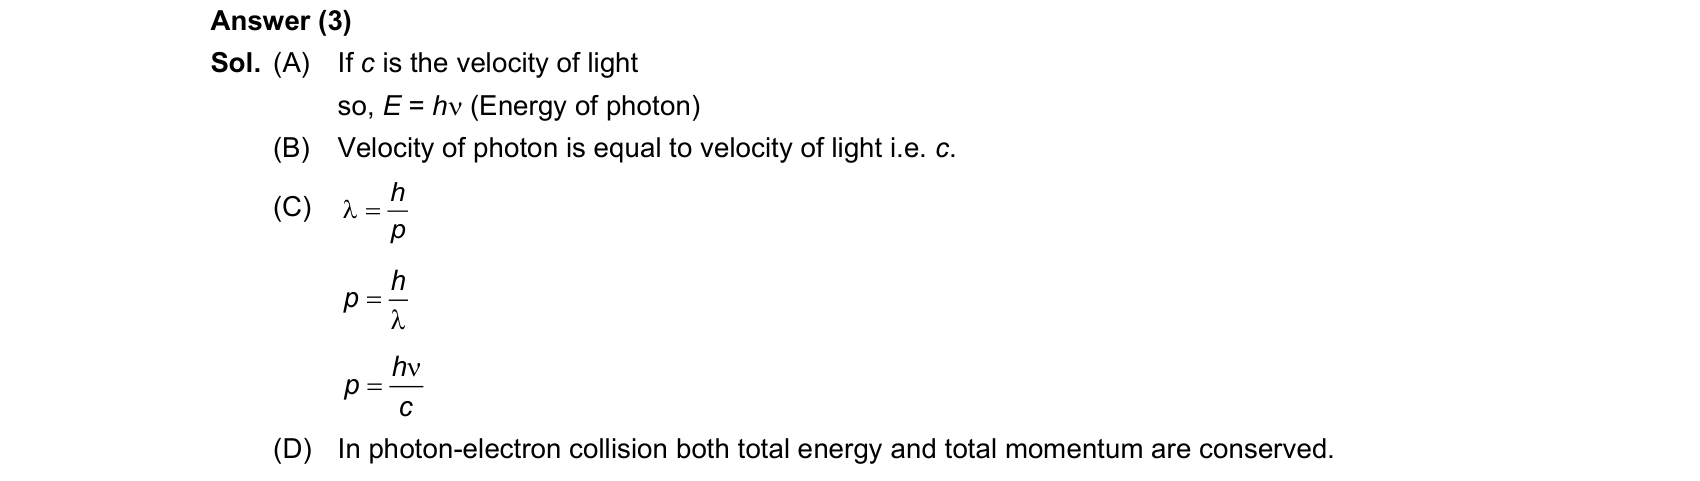 Answer (3)
Sol. (A) If c is the velocity of light
so, E = hν (Energy of photon)
(B) Velocity of photon is equal to velocity of light i.e. c.
(C) λ = h/p
p = h/λ
p = hν/c
(D) In photon-electron collision both total energy and total momentum are conserved.